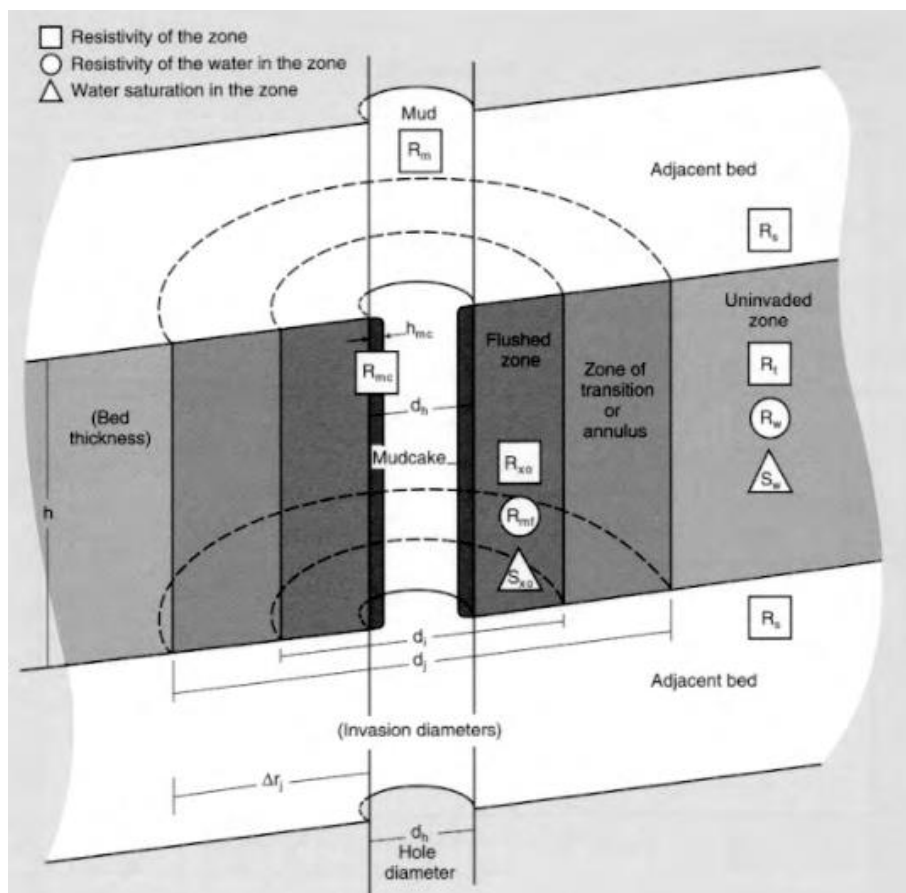 Resistivity of the zone
Resistivity of the water in the zone
Water saturation in the zone
Mud
Rm
Adjacent bed
Rs
Uninvaded
zone
hmc
Flushed
zone
Rmc
Zone of
transition
or
annulus
Rt
(Bed
thickness)
dh
Rw
Mudcake
Rxo
Sw
h
Rmf
Sxo
Rs
di
dj
Adjacent bed
(Invasion diameters)
Δrj
dh
Hole
diameter